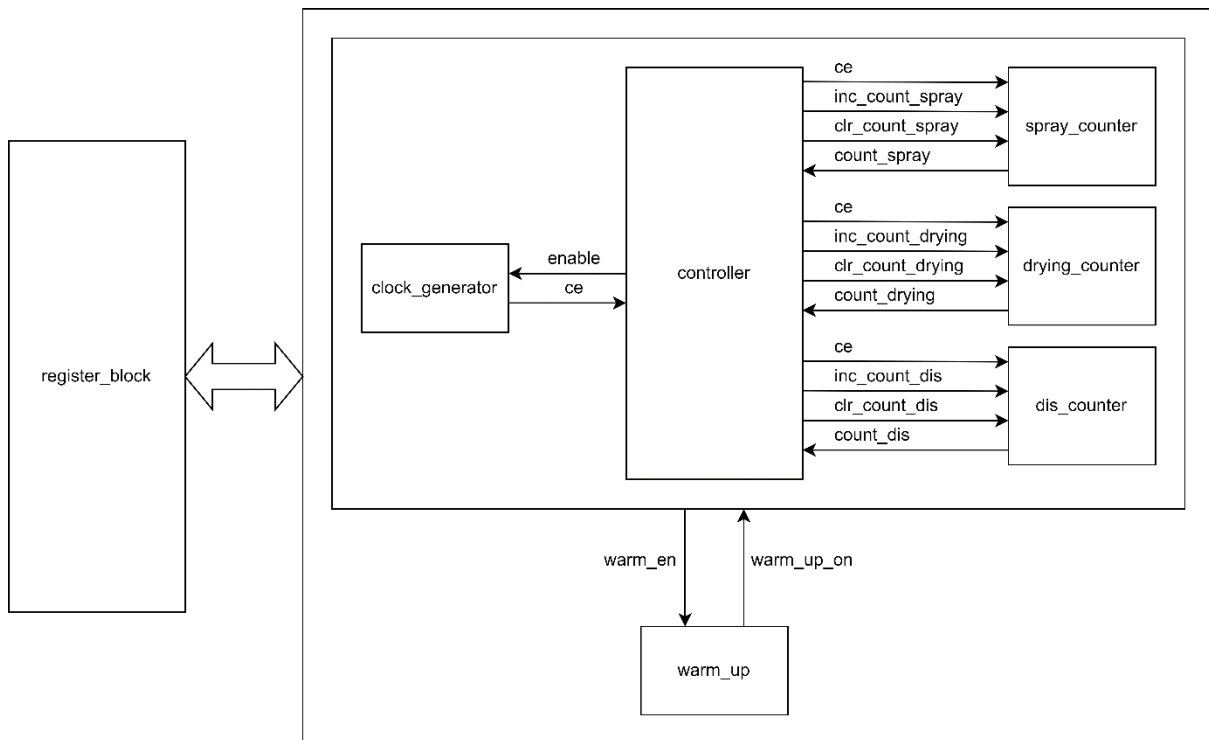 ce
inc_count_spray
clr_count_spray
count_spray
spray_counter
ce
inc_count_drying
clr_count_drying
count_drying
drying_counter
enable
ce
clock_generator
controller
register_block
ce
inc_count_dis
clr_count_dis
count_dis
dis_counter
warm_en
warm_up_on
warm_up